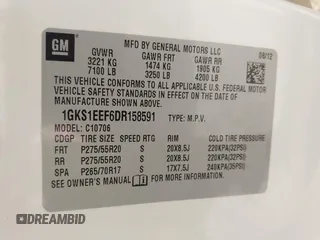 GM
MFD BY GENERAL MOTORS LLC
08/12
GVWR GAWR FRT GAWR RR
3221 KG 1474 KG 1905 KG
7100 LB 3250 LB 4200 LB
THIS VEHICLE CONFORMS TO ALL APPLICABLE U.S. FEDERAL MOTOR
VEHICLE SAFETY STANDARDS IN EFFECT ON THE DATE OF
MANUFACTURE SHOWN ABOVE.
1GKS1EEF6DR158591 TYPE: M.P.V.
C10706
CDGP TIRE SIZE SPEED RTG RIM COLD TIRE PRESSURE
FRT P275/55R20 S 20X8.5J 220KPA(32PSI)
RR P275/55R20 S 20X8.5J 220KPA(32PSI)
SPA P265/70R17 S 17X7.5J 240KPA(35PSI)
SEE OWNER'S MANUAL FOR ADDITIONAL INFORMATION
DREAMBID